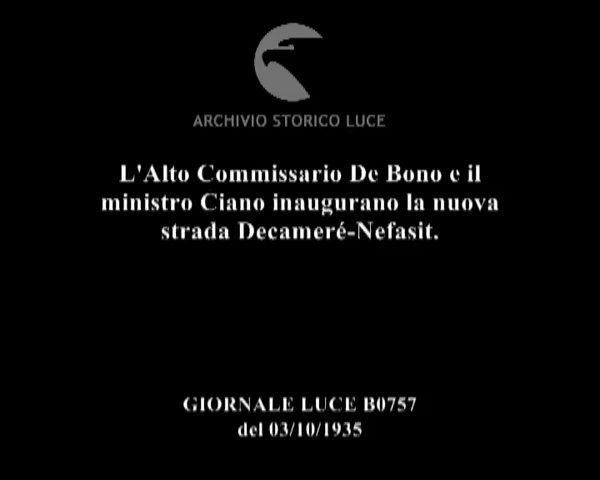 ARCHIVIO STORICO LUCE
L'Alto Commissario De Bono e il
ministro Ciano inaugurano la nuova
strada Decameré-Nefasit.
GIORNALE LUCE B0757
del 03/10/1935